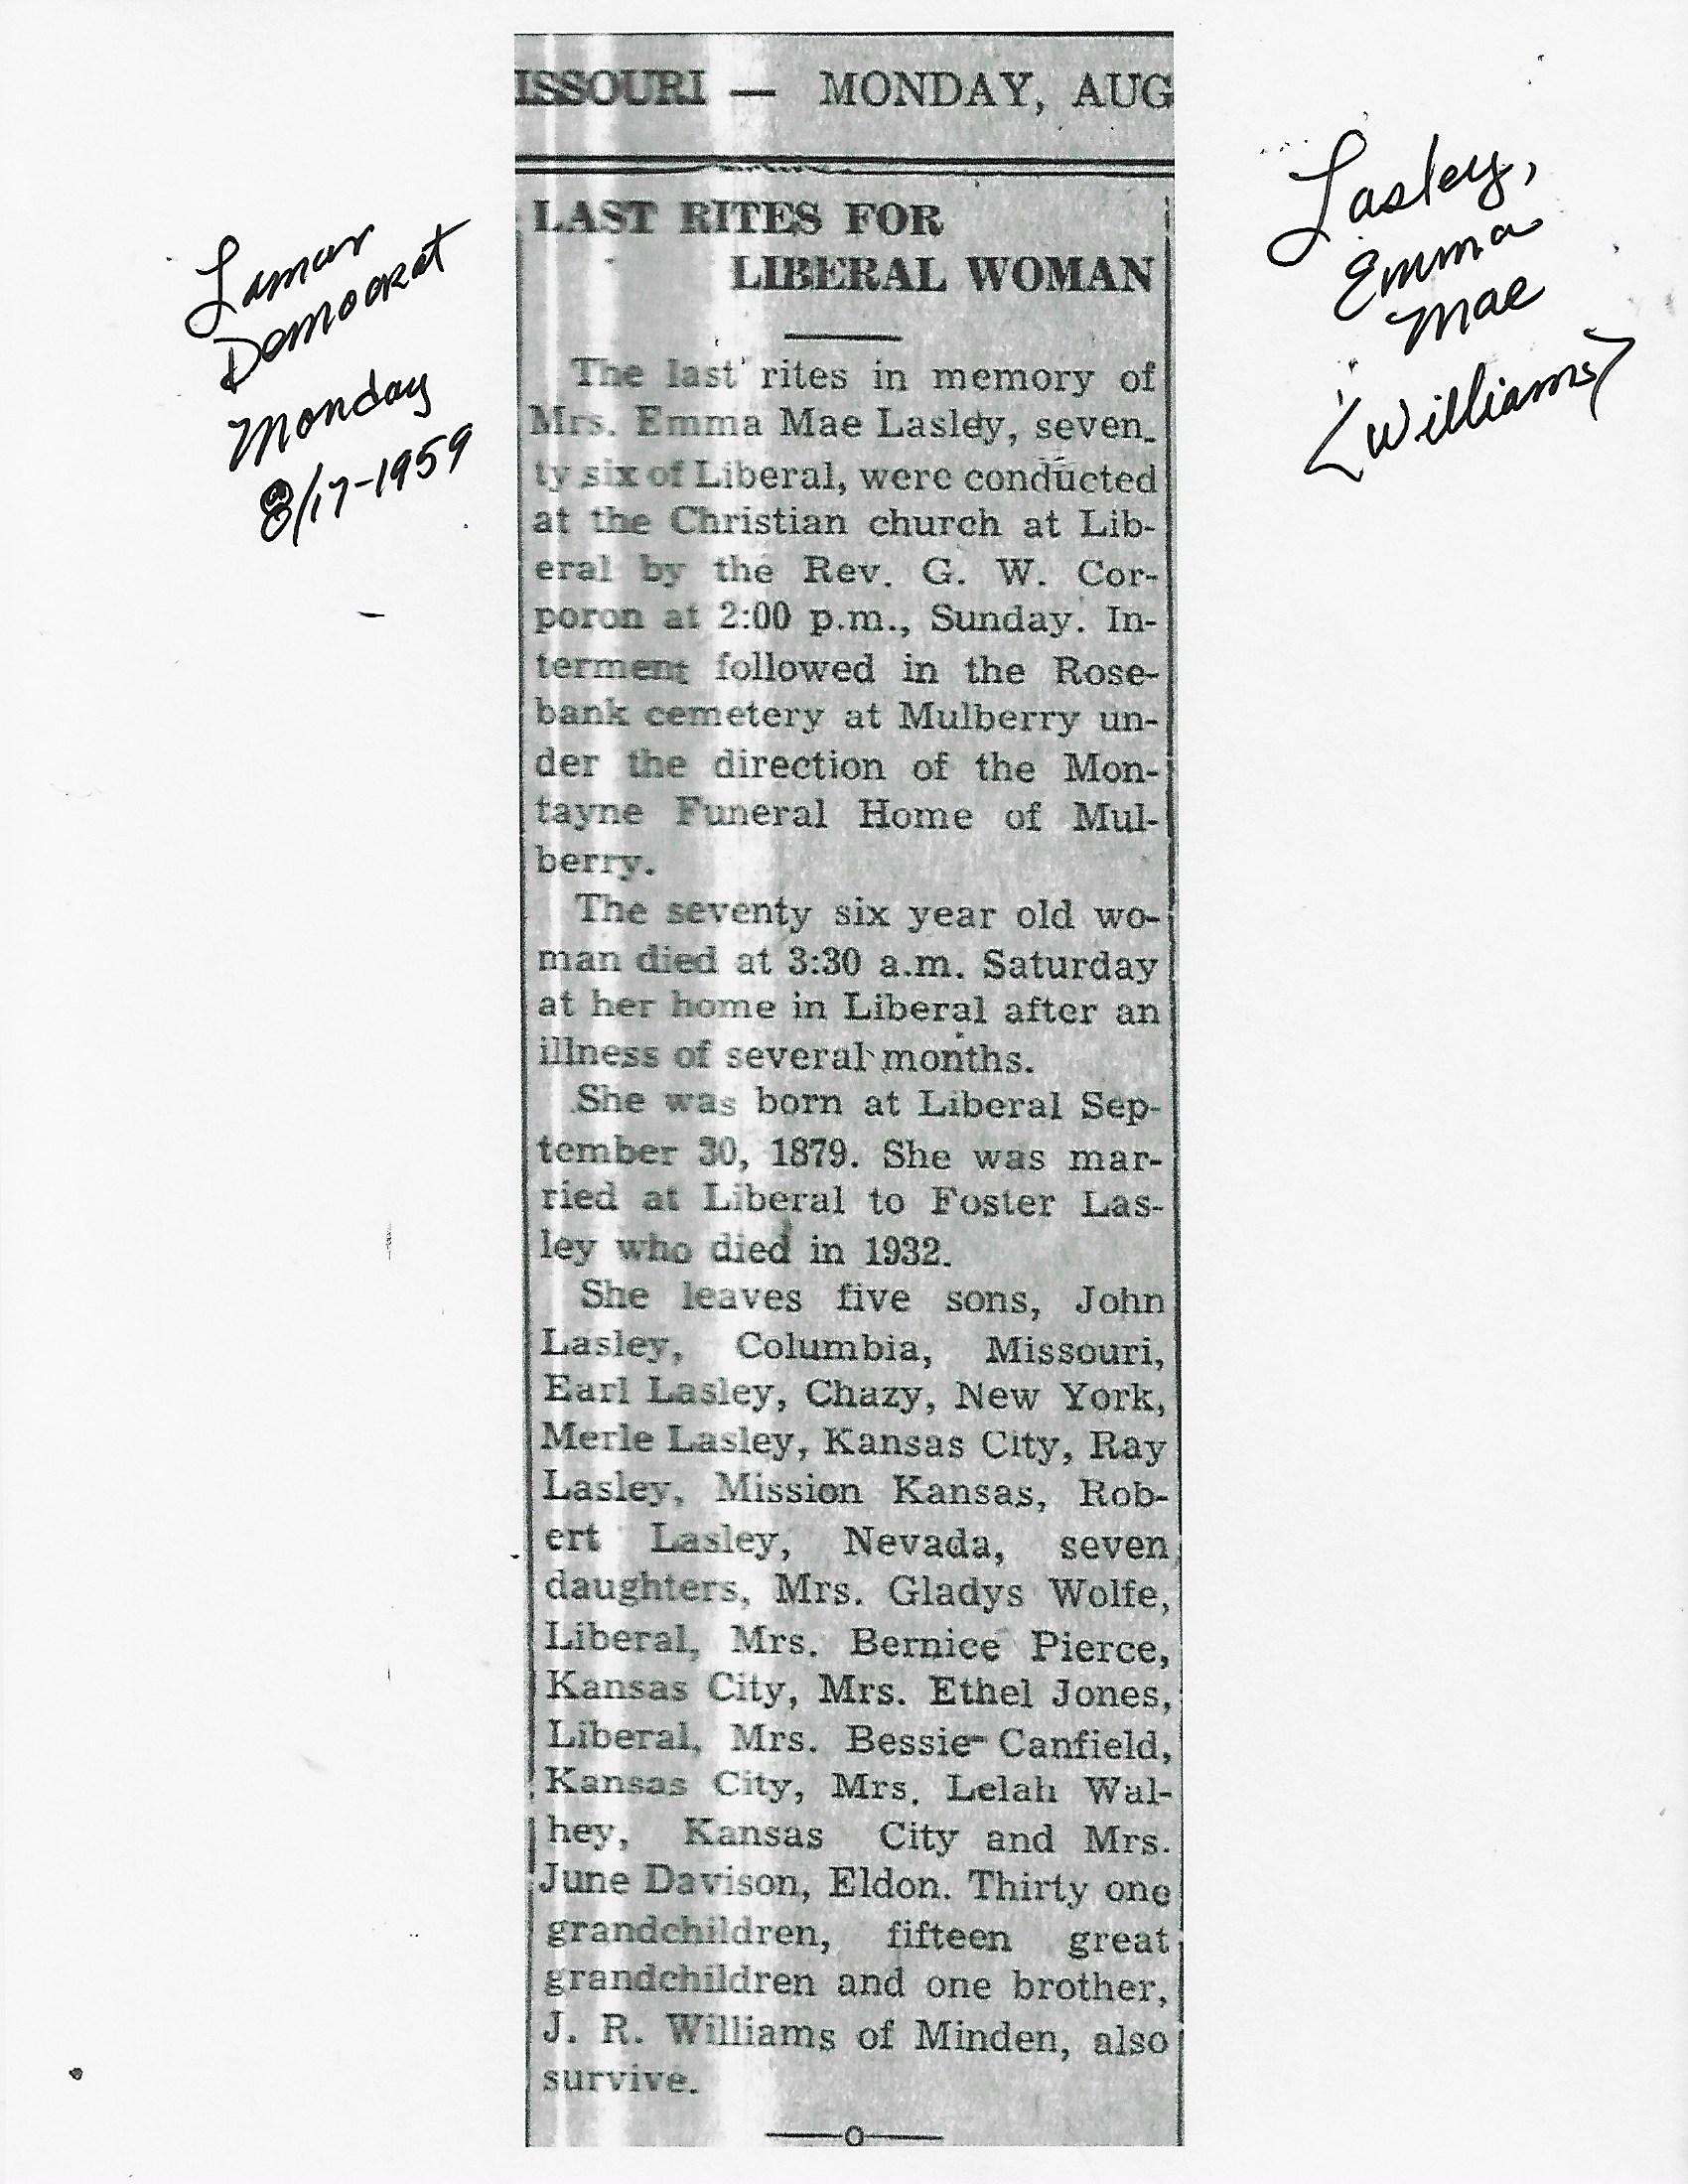 ISSOURI — MONDAY, AUG
Lamar
Democrat
Monday
8/17-1959
Lasley,
Emma
Mae
<Williams>
LAST RITES FOR
LIBERAL WOMAN
The last rites in memory of
Mrs. Emma Mae Lasley, seven-
ty six of Liberal, were conducted
at the Christian church at Lib-
eral by the Rev. G. W. Cor-
poron at 2:00 p.m., Sunday. In-
terment followed in the Rose-
bank cemetery at Mulberry un-
der the direction of the Mon-
tayne Funeral Home of Mul-
berry.
The seventy six year old wo-
man died at 3:30 a.m. Saturday
at her home in Liberal after an
illness of several months.
She was born at Liberal Sep-
tember 30, 1879. She was mar-
ried at Liberal to Foster Las-
ley who died in 1932.
She leaves five sons, John
Lasley, Columbia, Missouri,
Earl Lasley, Chazy, New York,
Merle Lasley, Kansas City, Ray
Lasley, Mission Kansas, Rob-
ert Lasley, Nevada, seven
daughters, Mrs. Gladys Wolfe,
Liberal, Mrs. Bernice Pierce,
Kansas City, Mrs. Ethel Jones,
Liberal, Mrs. Bessie Canfield,
Kansas City, Mrs. Lelah Wal-
hey, Kansas City and Mrs.
June Davison, Eldon. Thirty one
grandchildren, fifteen great
grandchildren and one brother,
J. R. Williams of Minden, also
survive.